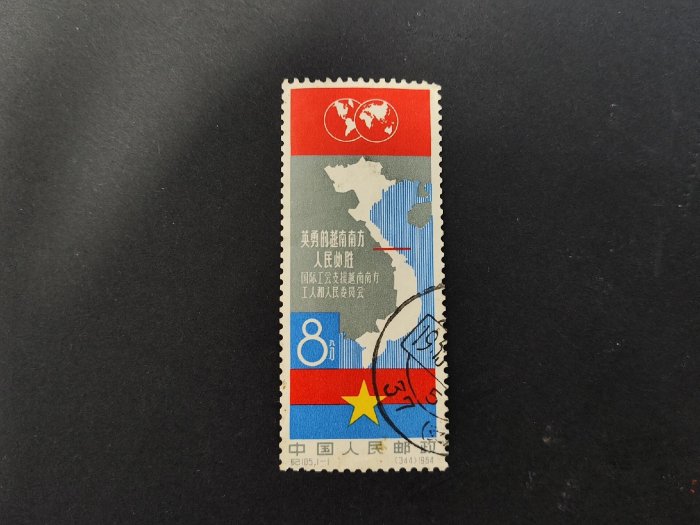 英勇的越南南方
人民必胜
国际工会支援越南南方
工人和人民委员会
8分
中国人民邮政
纪105.1-1 (344)1964
37